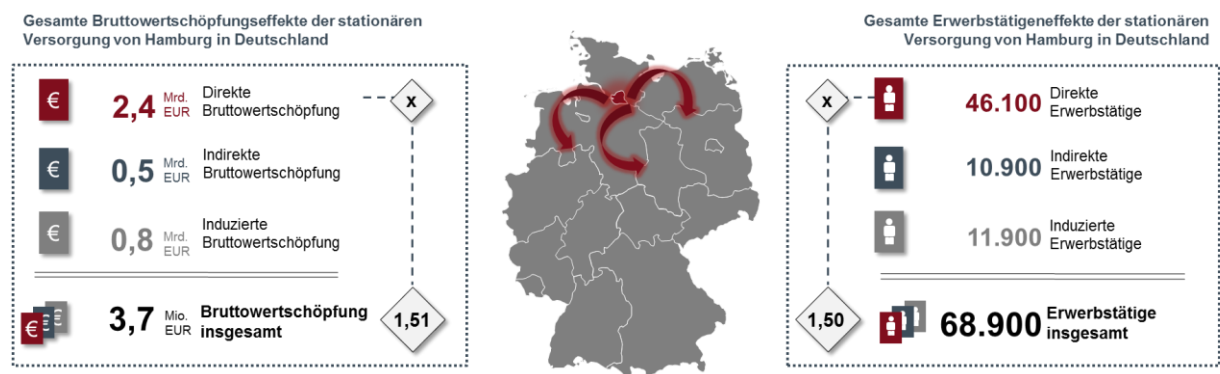 Gesamte Bruttowertschöpfungseffekte der stationären
Versorgung von Hamburg in Deutschland
€ 2,4 Mrd. EUR Direkte
Bruttowertschöpfung
x
€ 0,5 Mrd. EUR Indirekte
Bruttowertschöpfung
€ 0,8 Mrd. EUR Induzierte
Bruttowertschöpfung
€ € € 3,7 Mio. EUR Bruttowertschöpfung
insgesamt
1,51
Gesamte Erwerbstätigeneffekte der stationären
Versorgung von Hamburg in Deutschland
x
46.100 Direkte
Erwerbstätige
10.900 Indirekte
Erwerbstätige
11.900 Induzierte
Erwerbstätige
1,50
68.900 Erwerbstätige
insgesamt